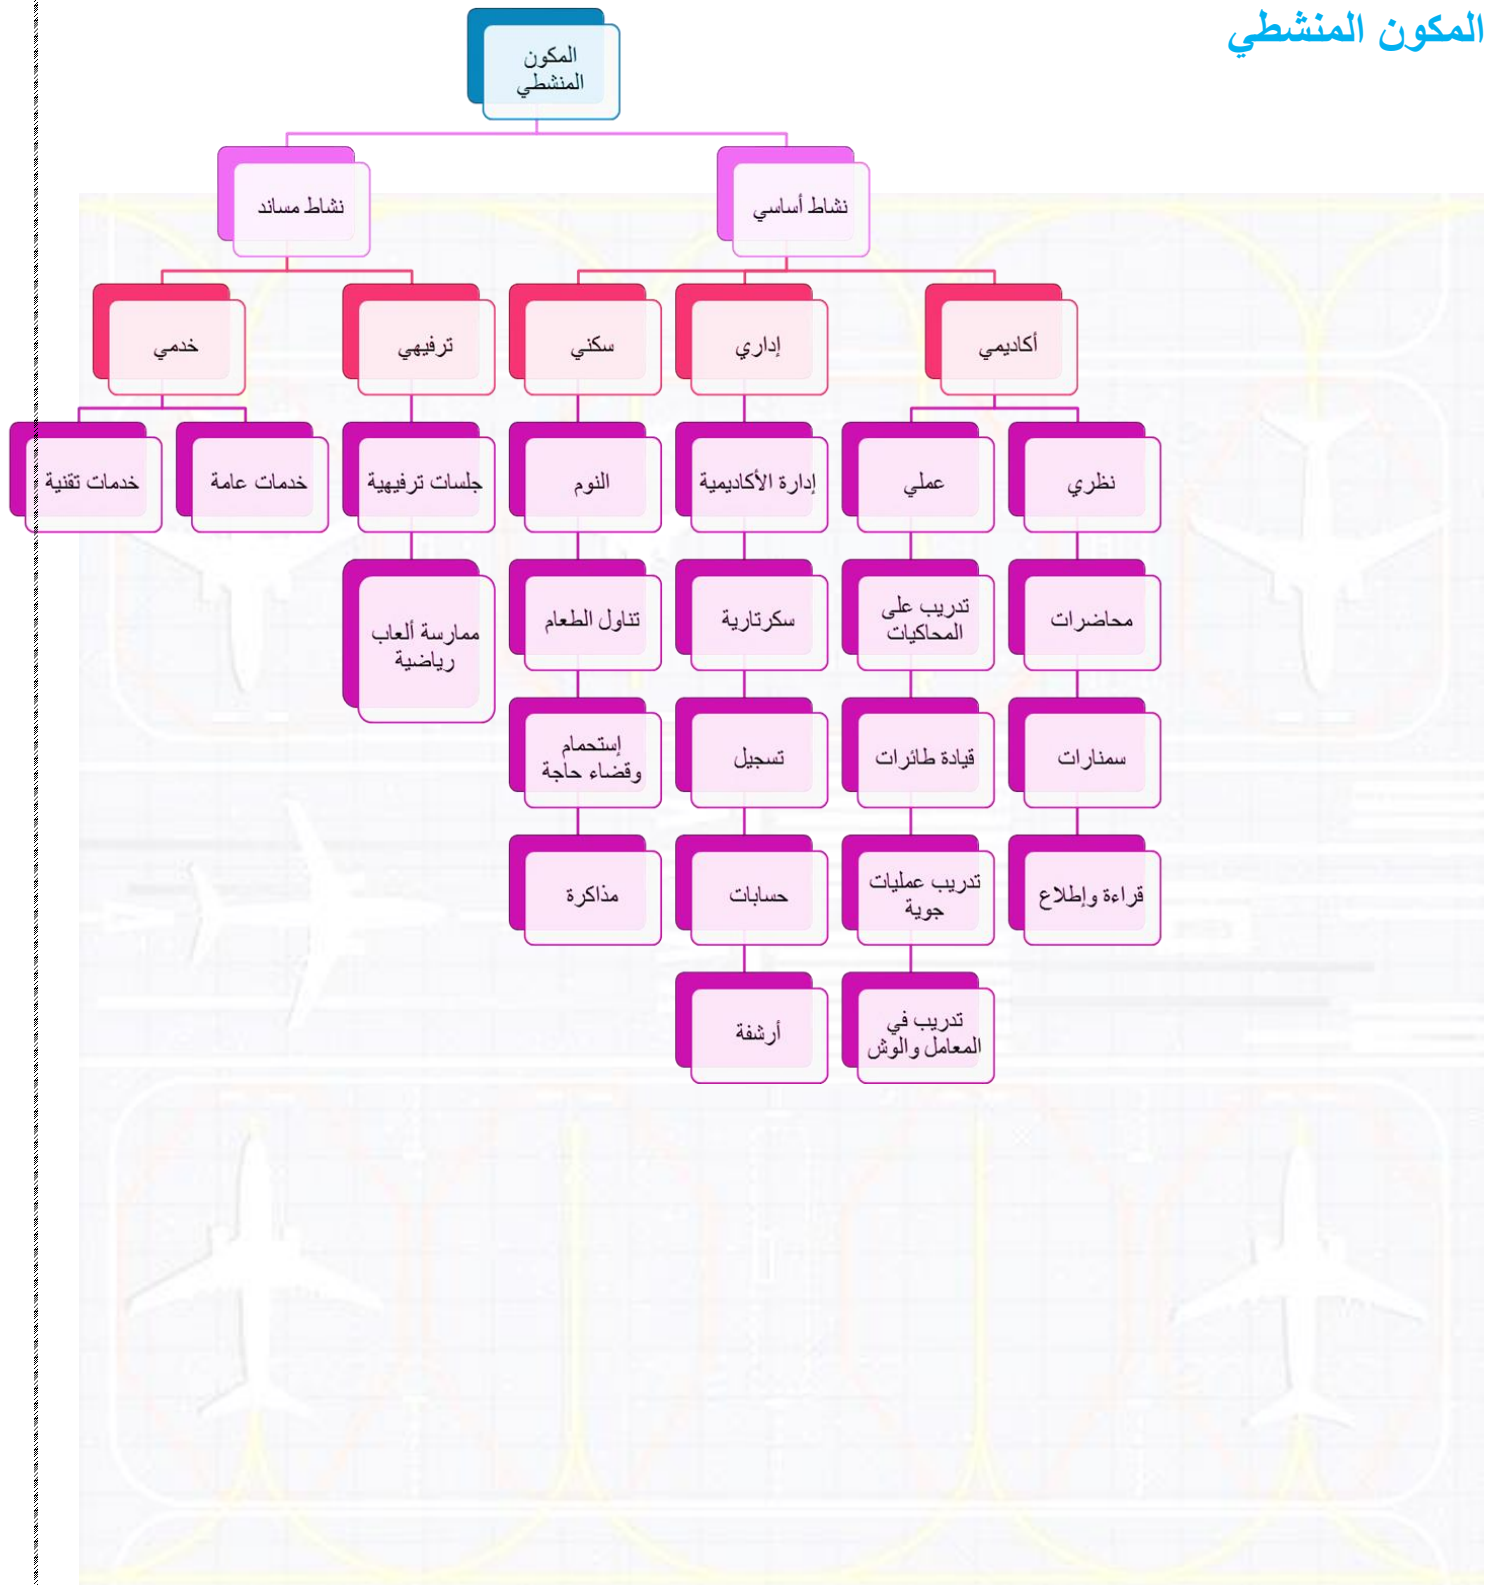 المكون المنشطي
المكون
المنشطي
نشاط أساسي
نشاط مساند
أكاديمي
إداري
سكني
ترفيهي
خدمي
نظري
عملي
إدارة الأكاديمية
النوم
جلسات ترفيهية
خدمات عامة
خدمات تقنية
محاضرات
تدريب على
المحاكيات
سكرتارية
تناول الطعام
ممارسة ألعاب
رياضية
سمنارات
قيادة طائرات
تسجيل
إستحمام
وقضاء حاجة
قراءة وإطلاع
تدريب عمليات
جوية
حسابات
مذاكرة
تدريب في
المعامل والوش
أرشفة